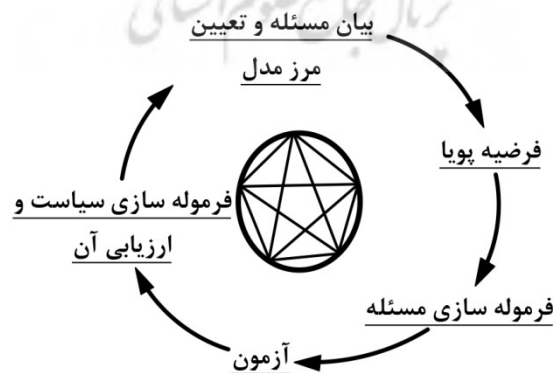 بیان مسئله و تعیین
مرز مدل
فرضیه پویا
فرموله سازی مسئله
آزمون
فرموله سازی سیاست و
ارزیابی آن